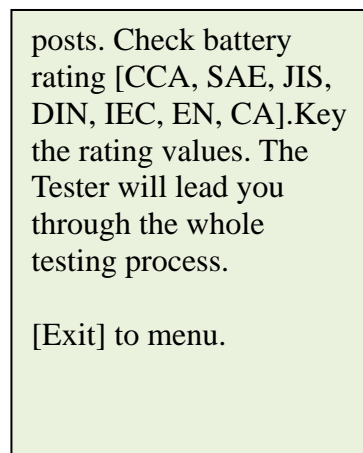 posts. Check battery
rating [CCA, SAE, JIS,
DIN, IEC, EN, CA].Key
the rating values. The
Tester will lead you
through the whole
testing process.
[Exit] to menu.